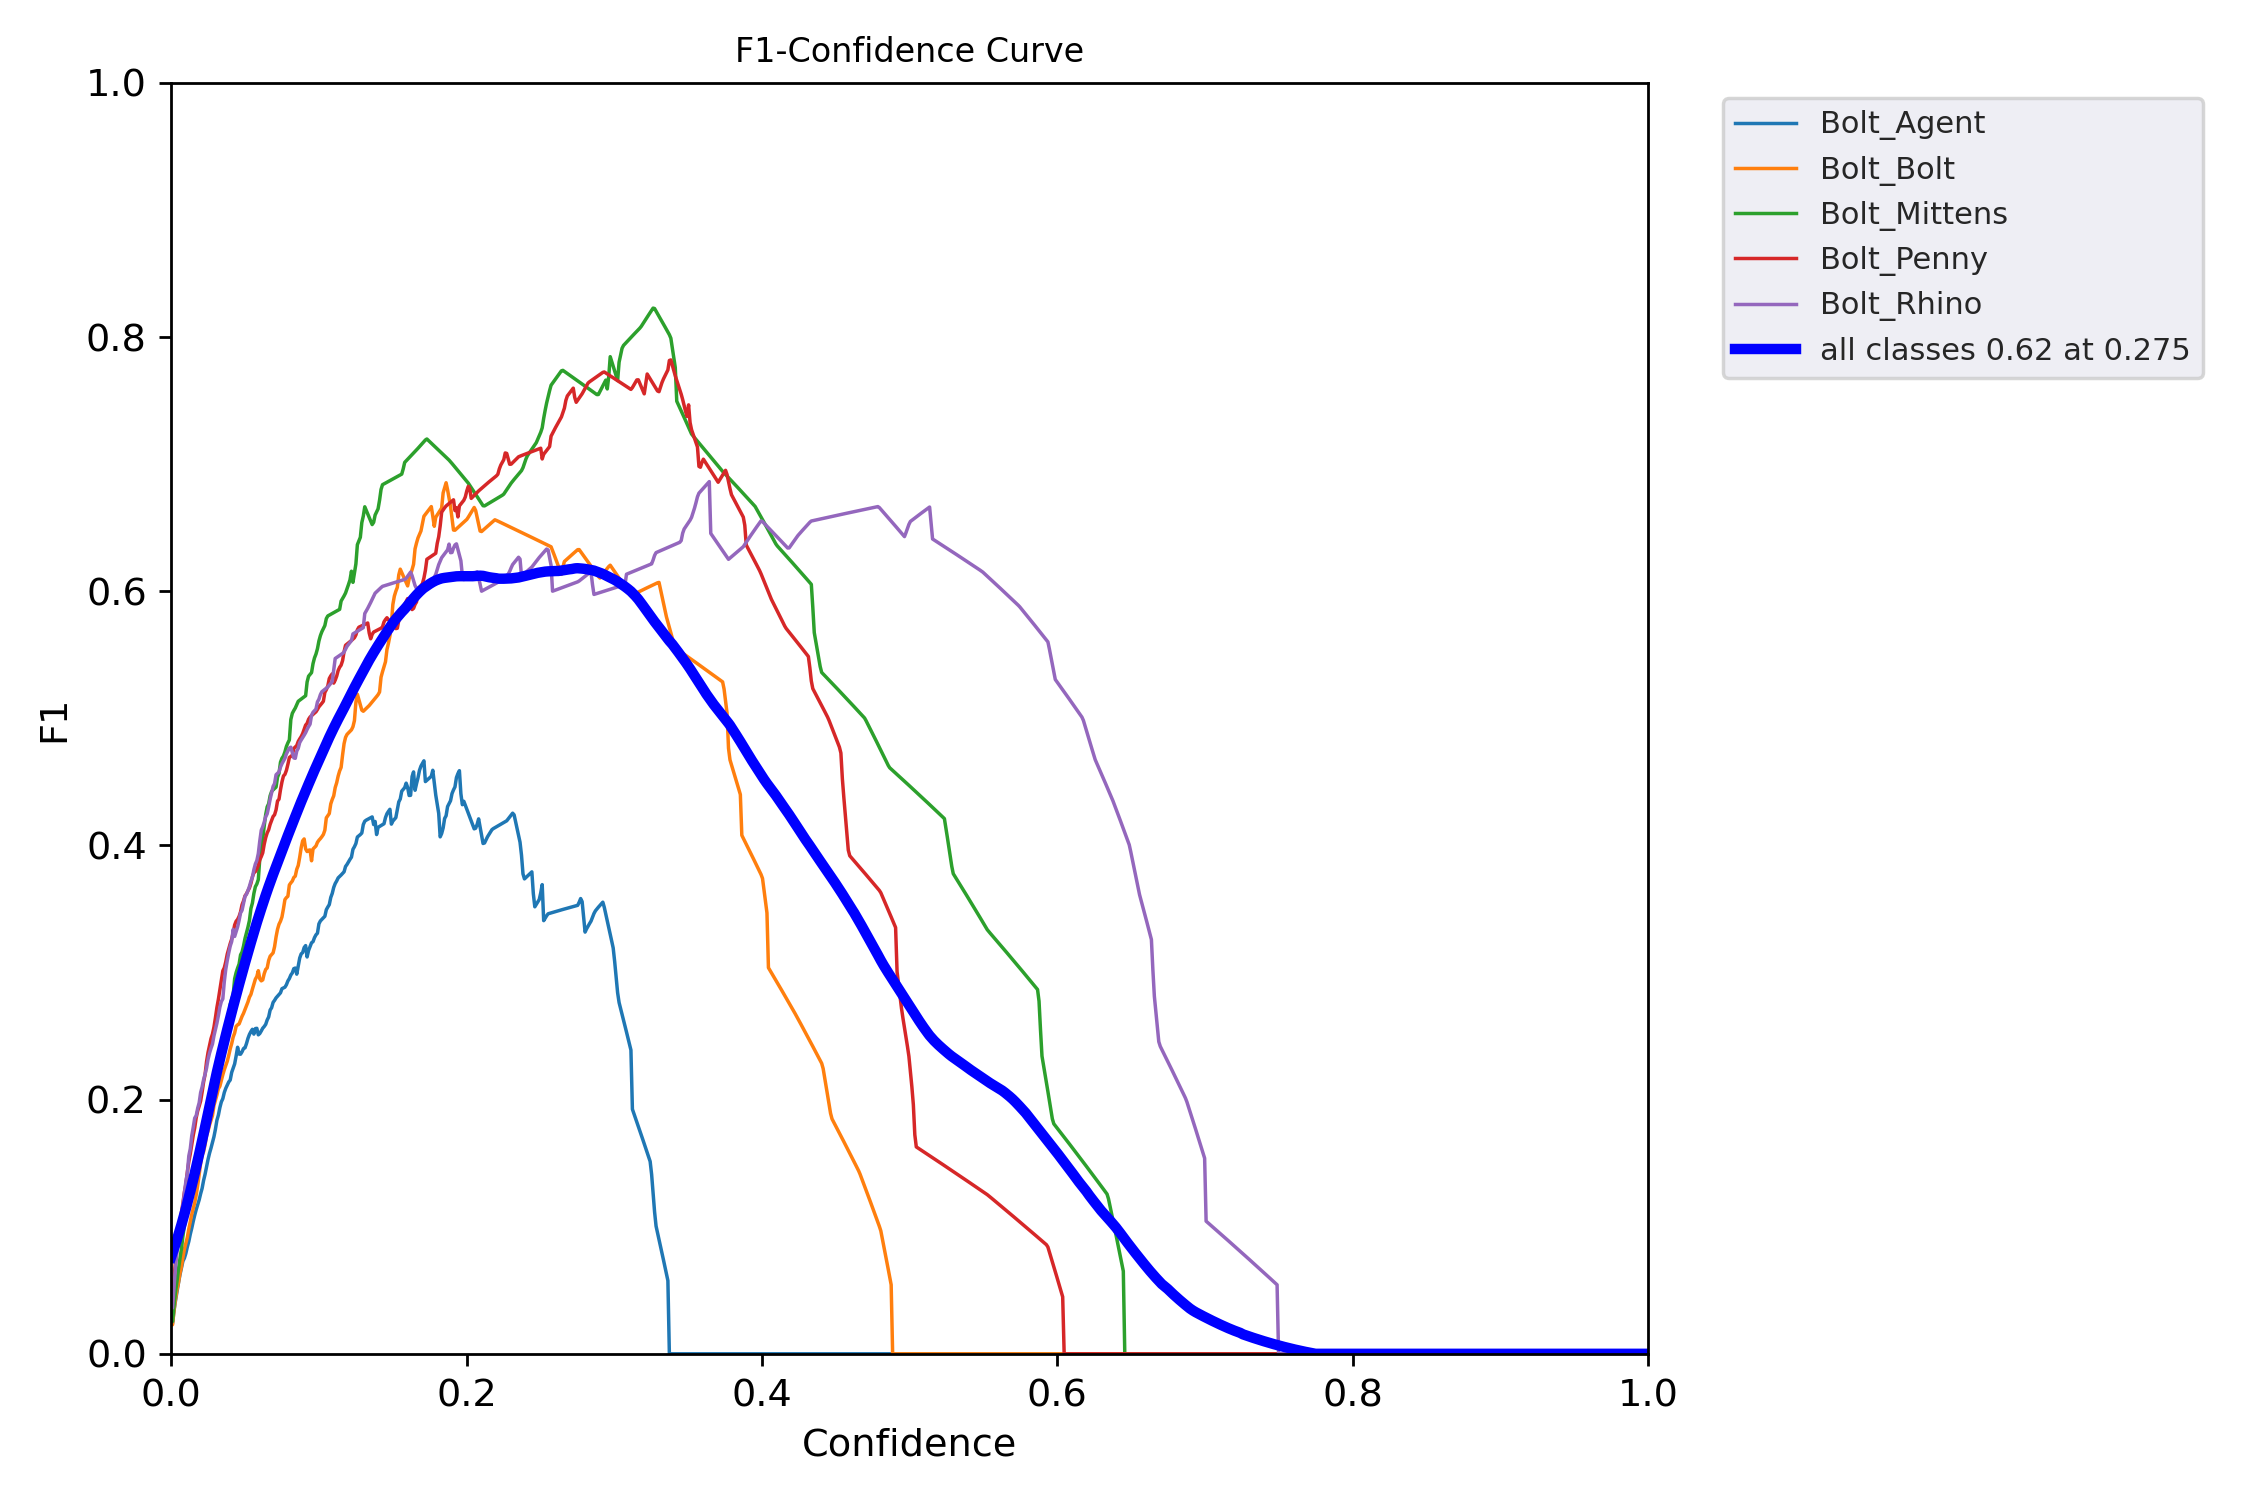 F1-Confidence Curve
1.0
0.8
0.6
0.4
0.2
0.0
F1
0.0 0.2 0.4 0.6 0.8 1.0
Confidence
Bolt_Agent
Bolt_Bolt
Bolt_Mittens
Bolt_Penny
Bolt_Rhino
all classes 0.62 at 0.275